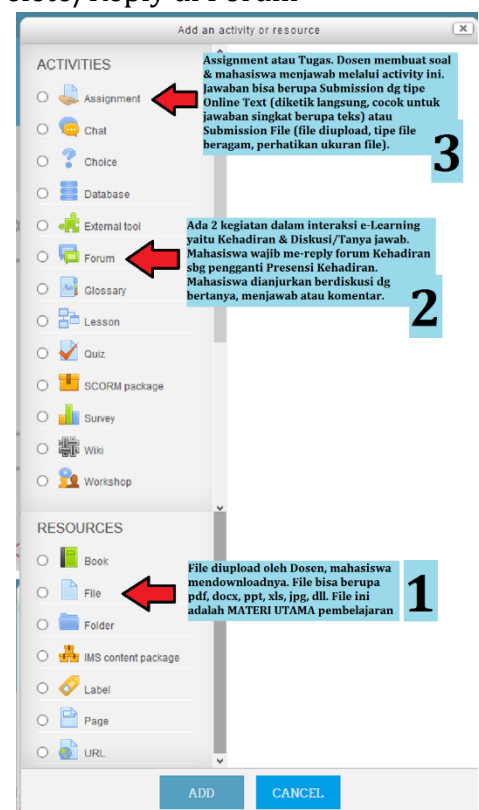 Add an activity or resource
ACTIVITIES
Assignment
Chat
Choice
Database
External tool
Forum
Glossary
Lesson
Quiz
SCORM package
Survey
Wiki
Workshop
Assignment atau Tugas. Dosen membuat soal
& mahasiswa menjawab melalui activity ini.
Jawaban bisa berupa Submission dg tipe
Online Text (diketik langsung, cocok untuk
jawaban singkat berupa teks) atau
Submission File (file diupload, tipe file
beragam, perhatikan ukuran file).
3
Ada 2 kegiatan dalam interaksi e-Learning
yaitu Kehadiran & Diskusi/Tanya jawab.
Mahasiswa wajib me-reply forum Kehadiran
sbg pengganti Presensi Kehadiran.
Mahasiswa dianjurkan berdiskusi dg
bertanya, menjawab atau komentar.
2
RESOURCES
Book
File
Folder
IMS content package
Label
Page
URL
File diupload oleh Dosen, mahasiswa
mendownloadnya. File bisa berupa
pdf, docx, ppt, xls, jpg, dll. File ini
adalah MATERI UTAMA pembelajaran
1
ADD
CANCEL